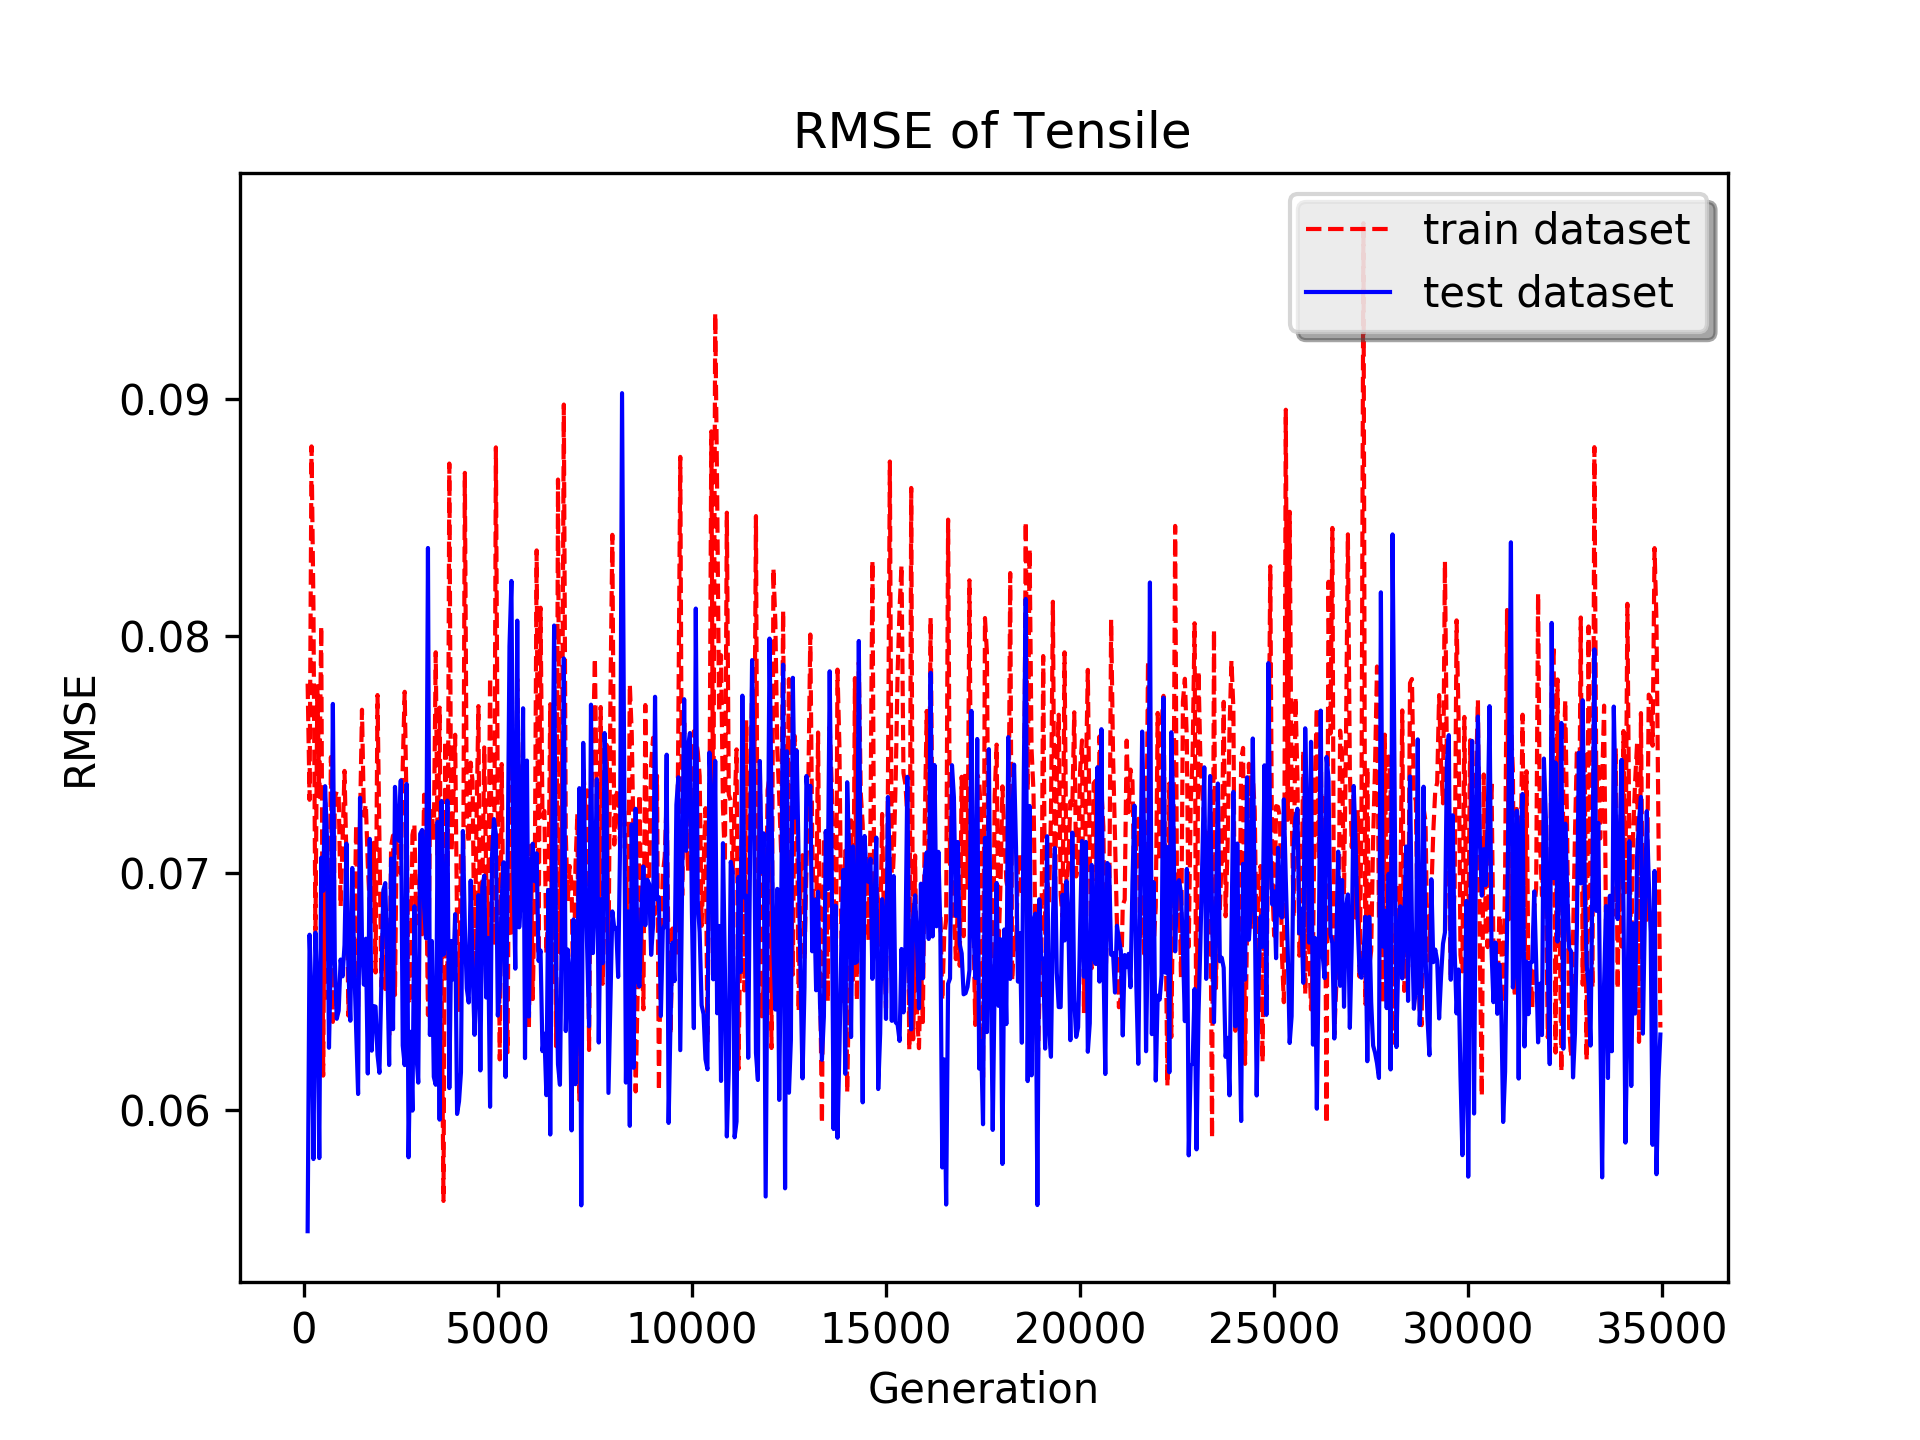 RMSE of Tensile
train dataset
test dataset
RMSE
0.09
0.08
0.07
0.06
0 5000 10000 15000 20000 25000 30000 35000
Generation